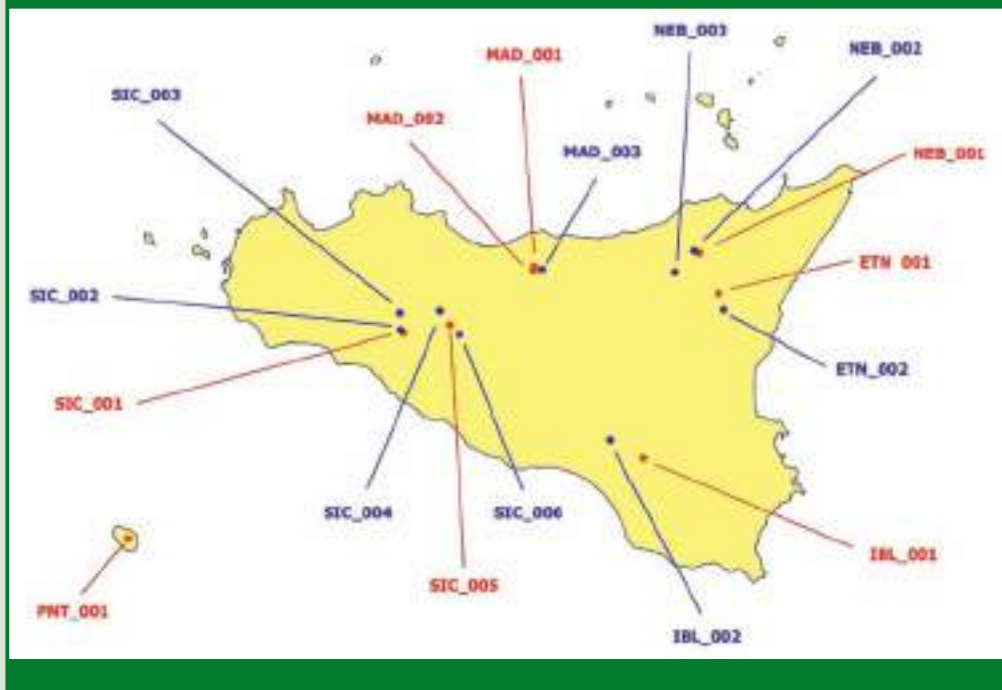 NEB_003
NEB_002
MAD_001
SIC_003
MAD_002
MAD_003
NEB_001
ETN_001
SIC_002
ETN_002
SIC_001
SIC_004
SIC_006
IBL_001
SIC_005
PNT_001
IBL_002